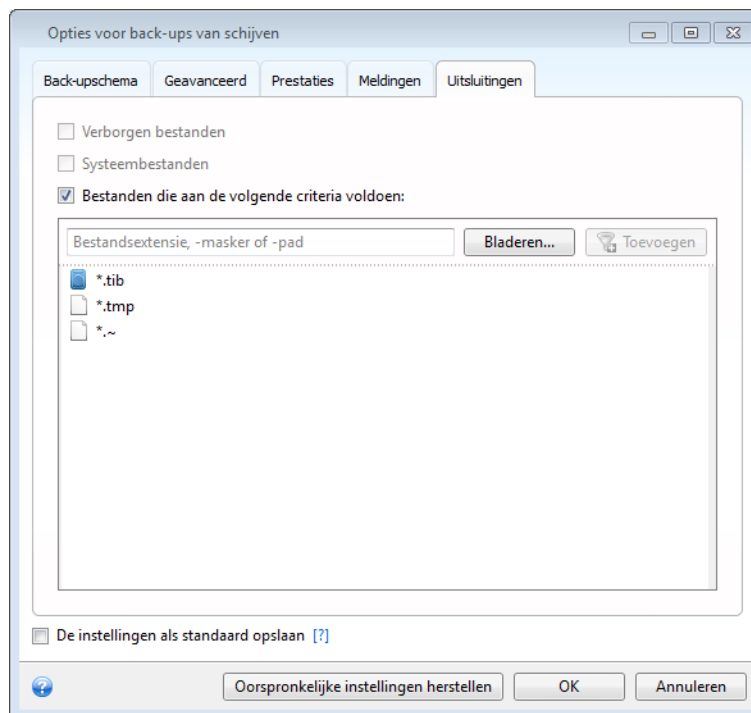 Opties voor back-ups van schijven
Back-upschema Geavanceerd Prestaties Meldingen Uitsluitingen
Verborgen bestanden
Systeembestanden
Bestanden die aan de volgende criteria voldoen:
Bestandsextensie, -masker of -pad Bladeren... Toevoegen
*.tib
*.tmp
*.~
De instellingen als standaard opslaan [?]
? Oorspronkelijke instellingen herstellen OK Annuleren